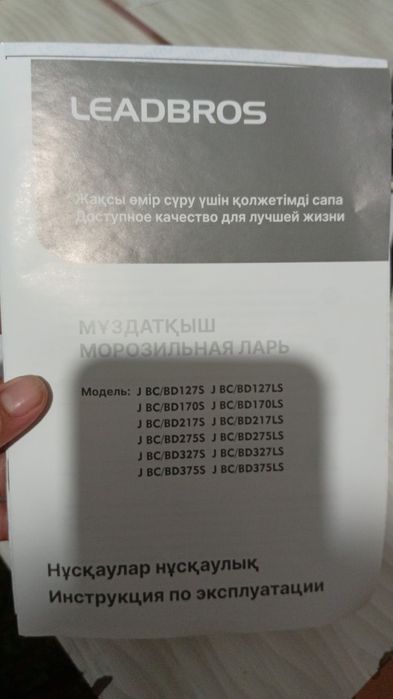 LEADBROS
Жақсы өмір сүру үшін қолжетімді сапа
Доступное качество для лучшей жизни
МҰЗДАТҚЫШ
МОРОЗИЛЬНАЯ ЛАРЬ
Модель: J BC/BD127S J BC/BD127LS
J BC/BD170S J BC/BD170LS
J BC/BD217S J BC/BD217LS
J BC/BD275S J BC/BD275LS
J BC/BD327S J BC/BD327LS
J BC/BD375S J BC/BD375LS
Нұсқаулар нұсқаулық
Инструкция по эксплуатации